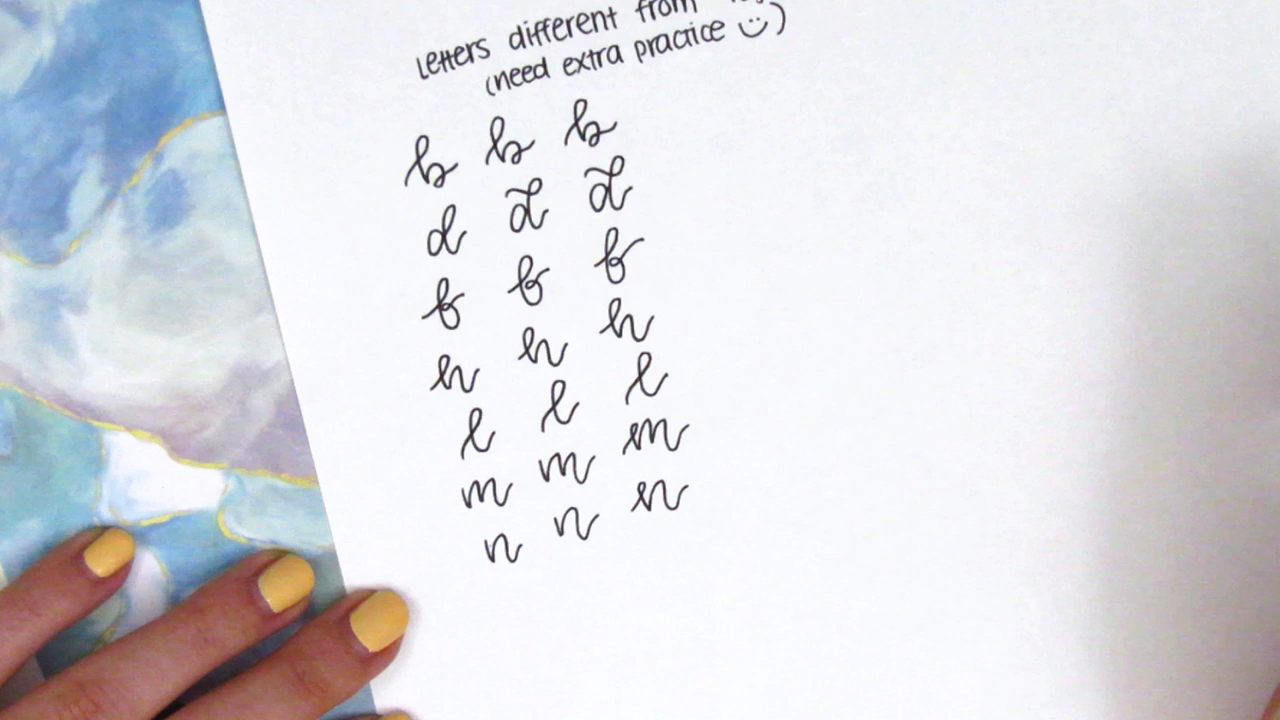 letters different from
(need extra practice ☺)
b b b
d d d
f f f
h h h
l l l
m m m
n n n